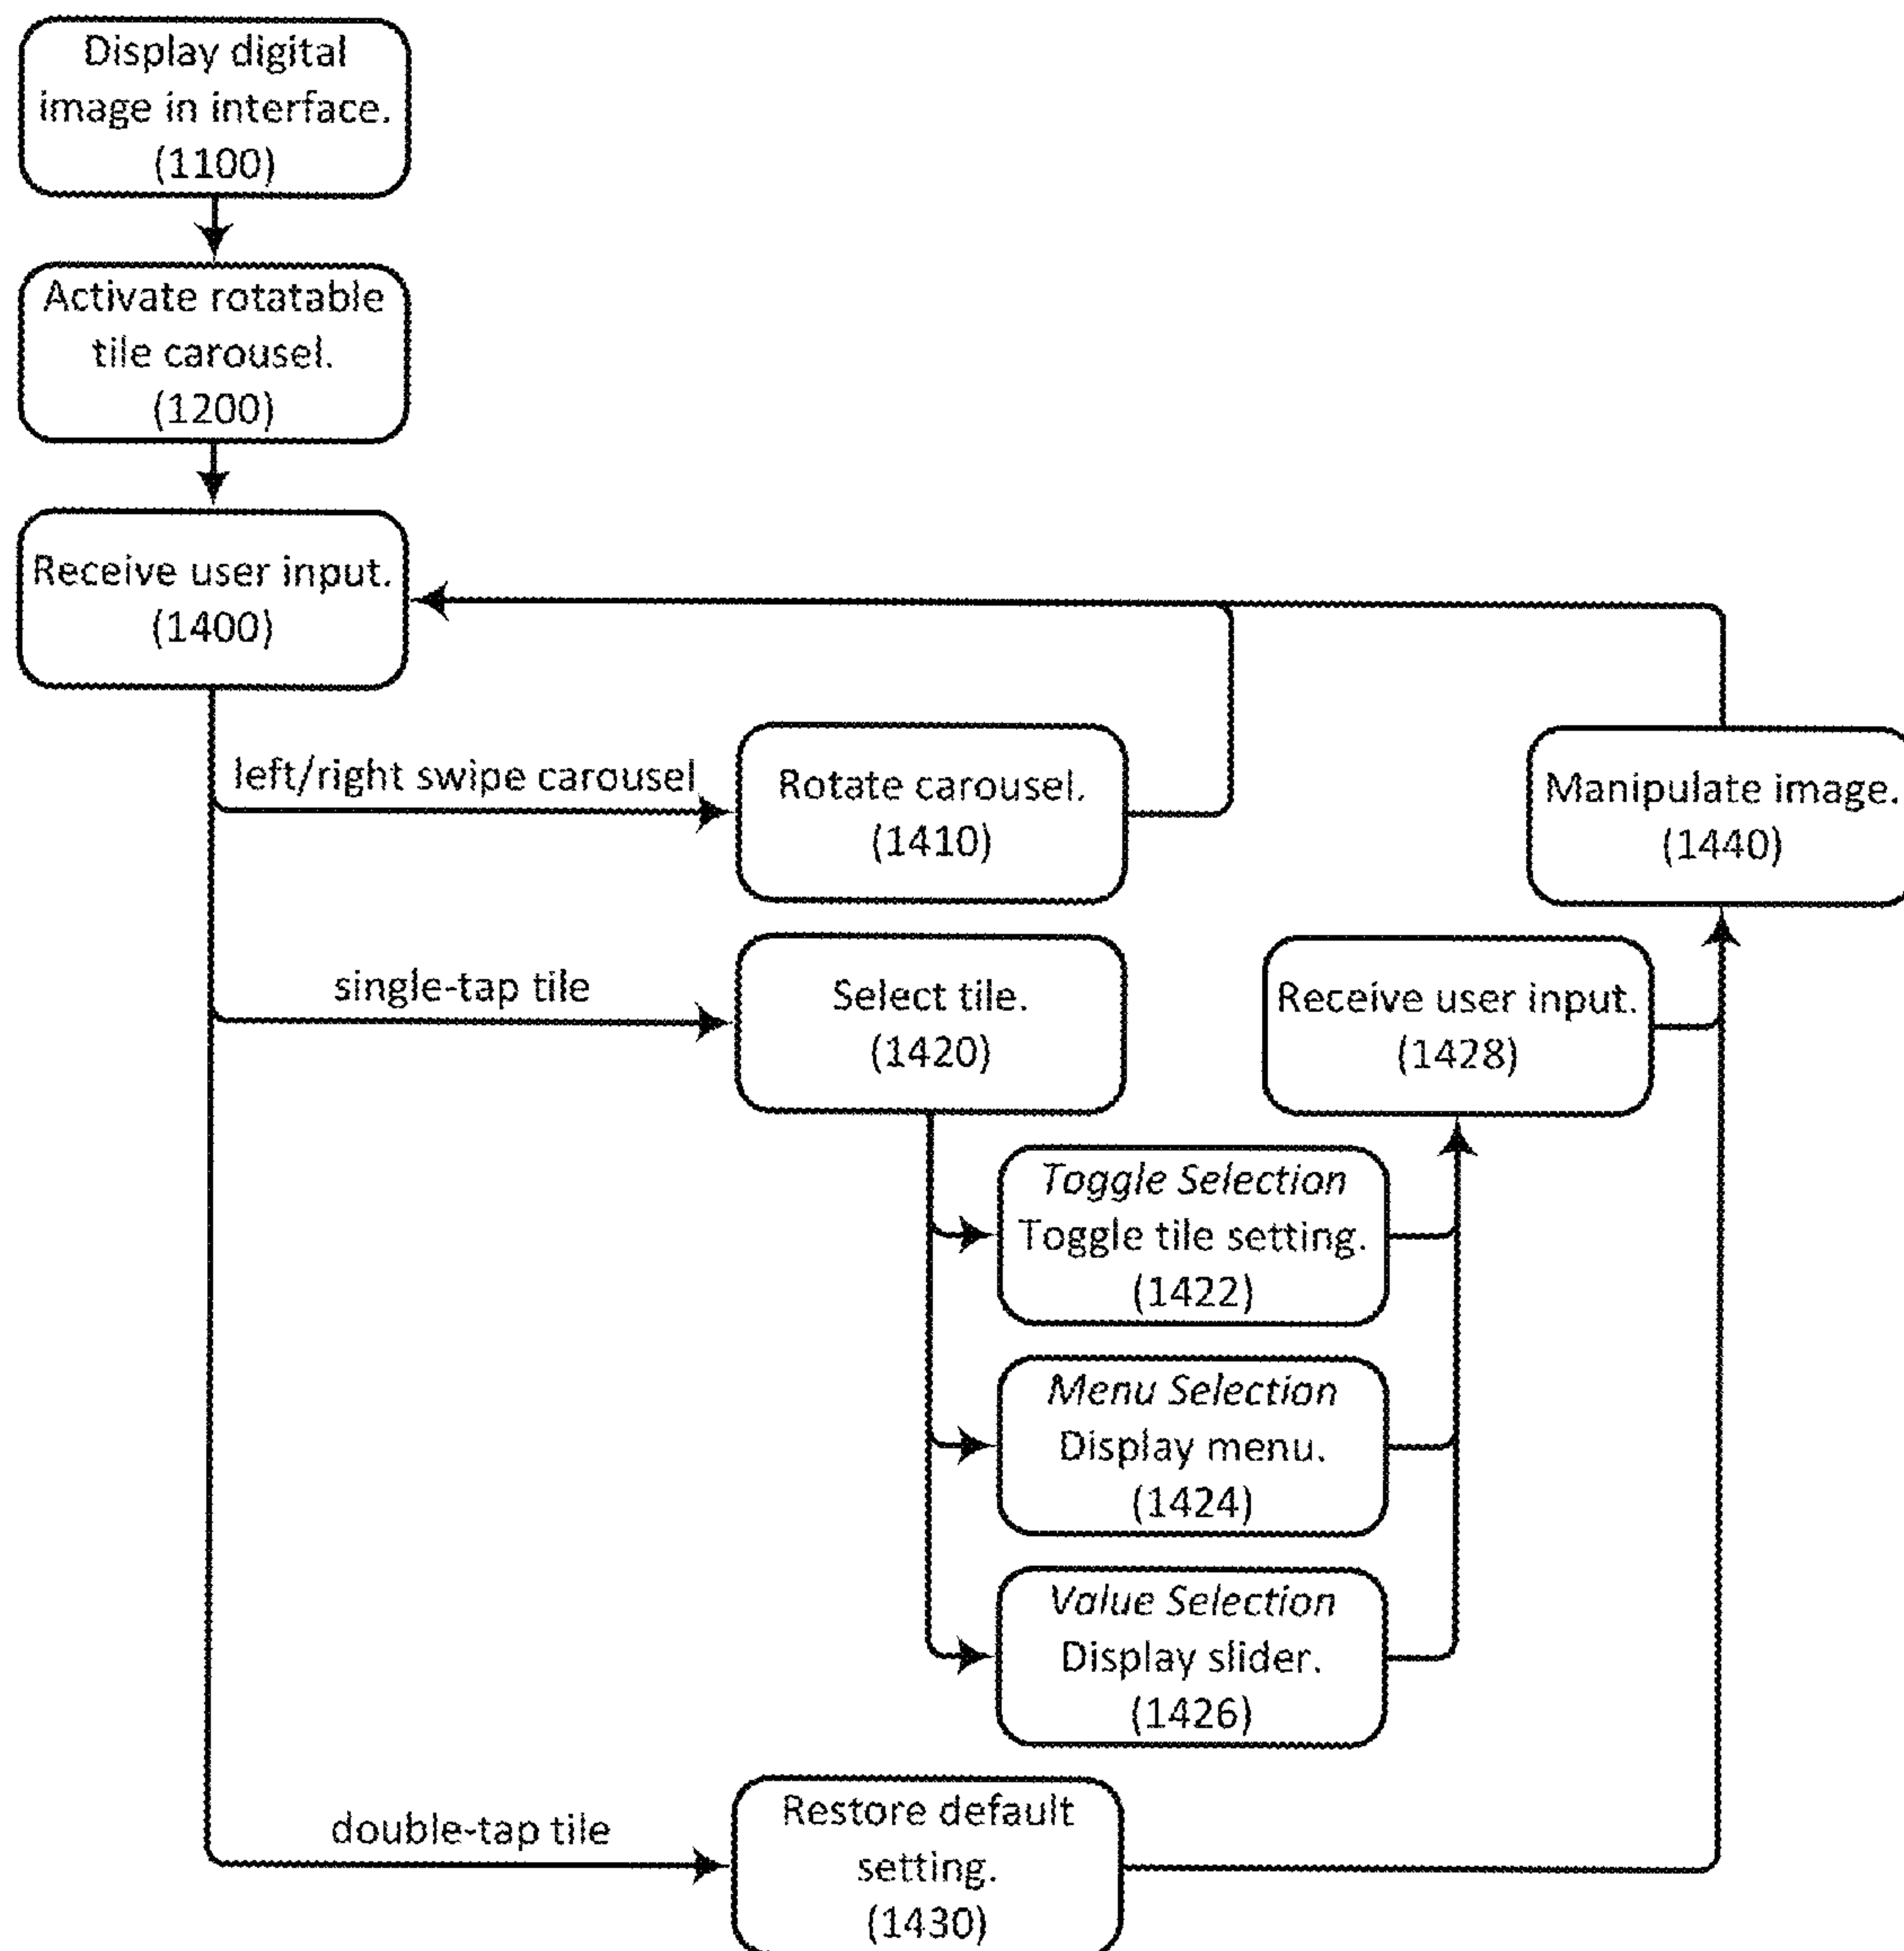 Display digital
image in interface.
(1100)
Activate rotatable
tile carousel.
(1200)
Receive user input.
(1400)
left/right swipe carousel
Rotate carousel.
(1410)
Manipulate image.
(1440)
single-tap tile
Select tile.
(1420)
Receive user input.
(1428)
Toggle Selection
Toggle tile setting.
(1422)
Menu Selection
Display menu.
(1424)
Value Selection
Display slider.
(1426)
double-tap tile
Restore default
setting.
(1430)